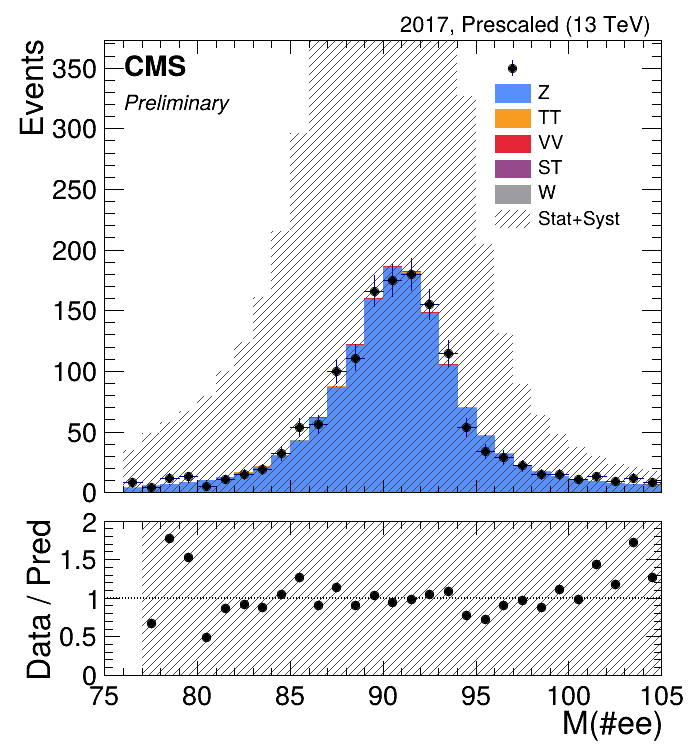 2017, Prescaled (13 TeV)
CMS
Preliminary
Events
350
300
250
200
150
100
50
0
Z
TT
VV
ST
W
Stat+Syst
Data / Pred
2
1.5
1
0.5
0
75 80 85 90 95 100 105
M(#ee)